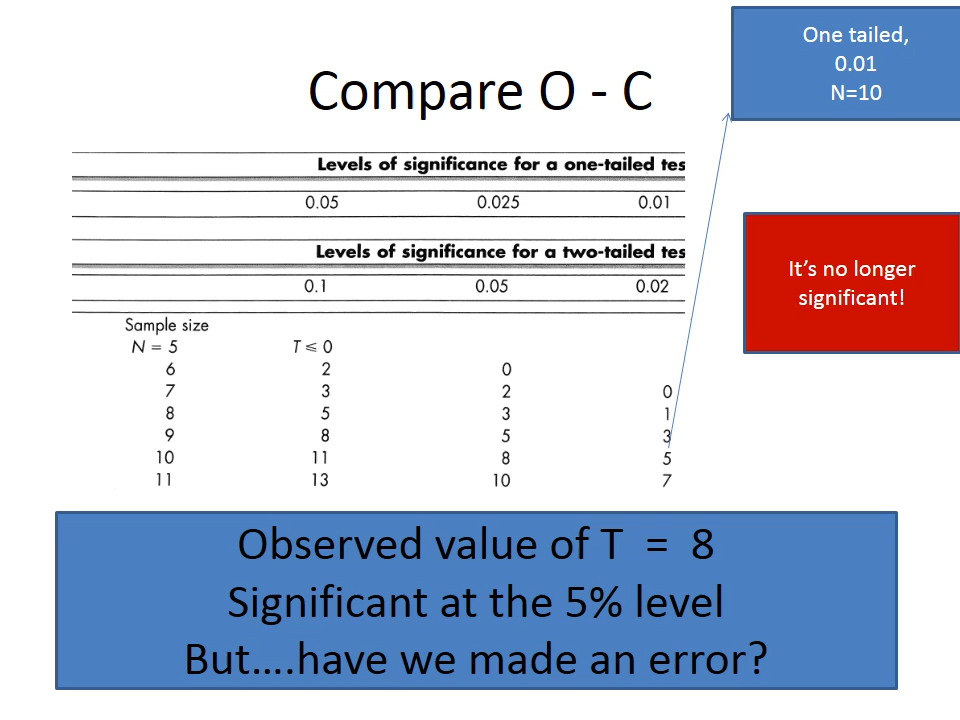 One tailed,
0.01
N=10
Compare O - C
Levels of significance for a one-tailed tes
0.05 0.025 0.01
Levels of significance for a two-tailed tes
0.1 0.05 0.02
Sample size
N = 5 T ≤ 0
6 2 0
7 3 2 0
8 5 3 1
9 8 5 3
10 11 8 5
11 13 10 7
It’s no longer
significant!
Observed value of T = 8
Significant at the 5% level
But....have we made an error?